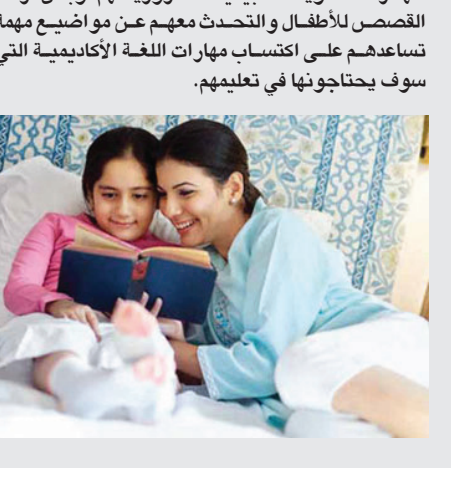 القصص للأطفال والتحدث معهم عن مواضيع مهمة
تساعدهم على اكتساب مهارات اللغة الأكاديمية التي
سوف يحتاجونها في تعليمهم.